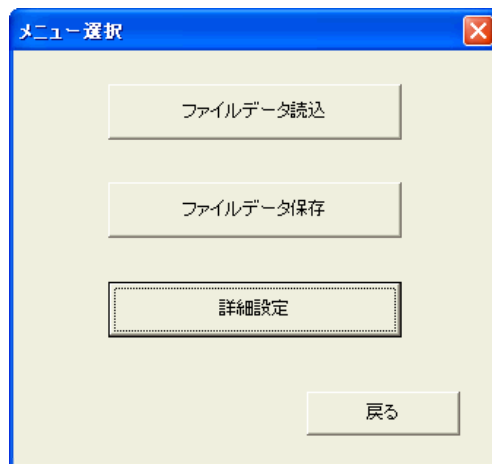 メニュー選択
ファイルデータ読込
ファイルデータ保存
詳細設定
戻る